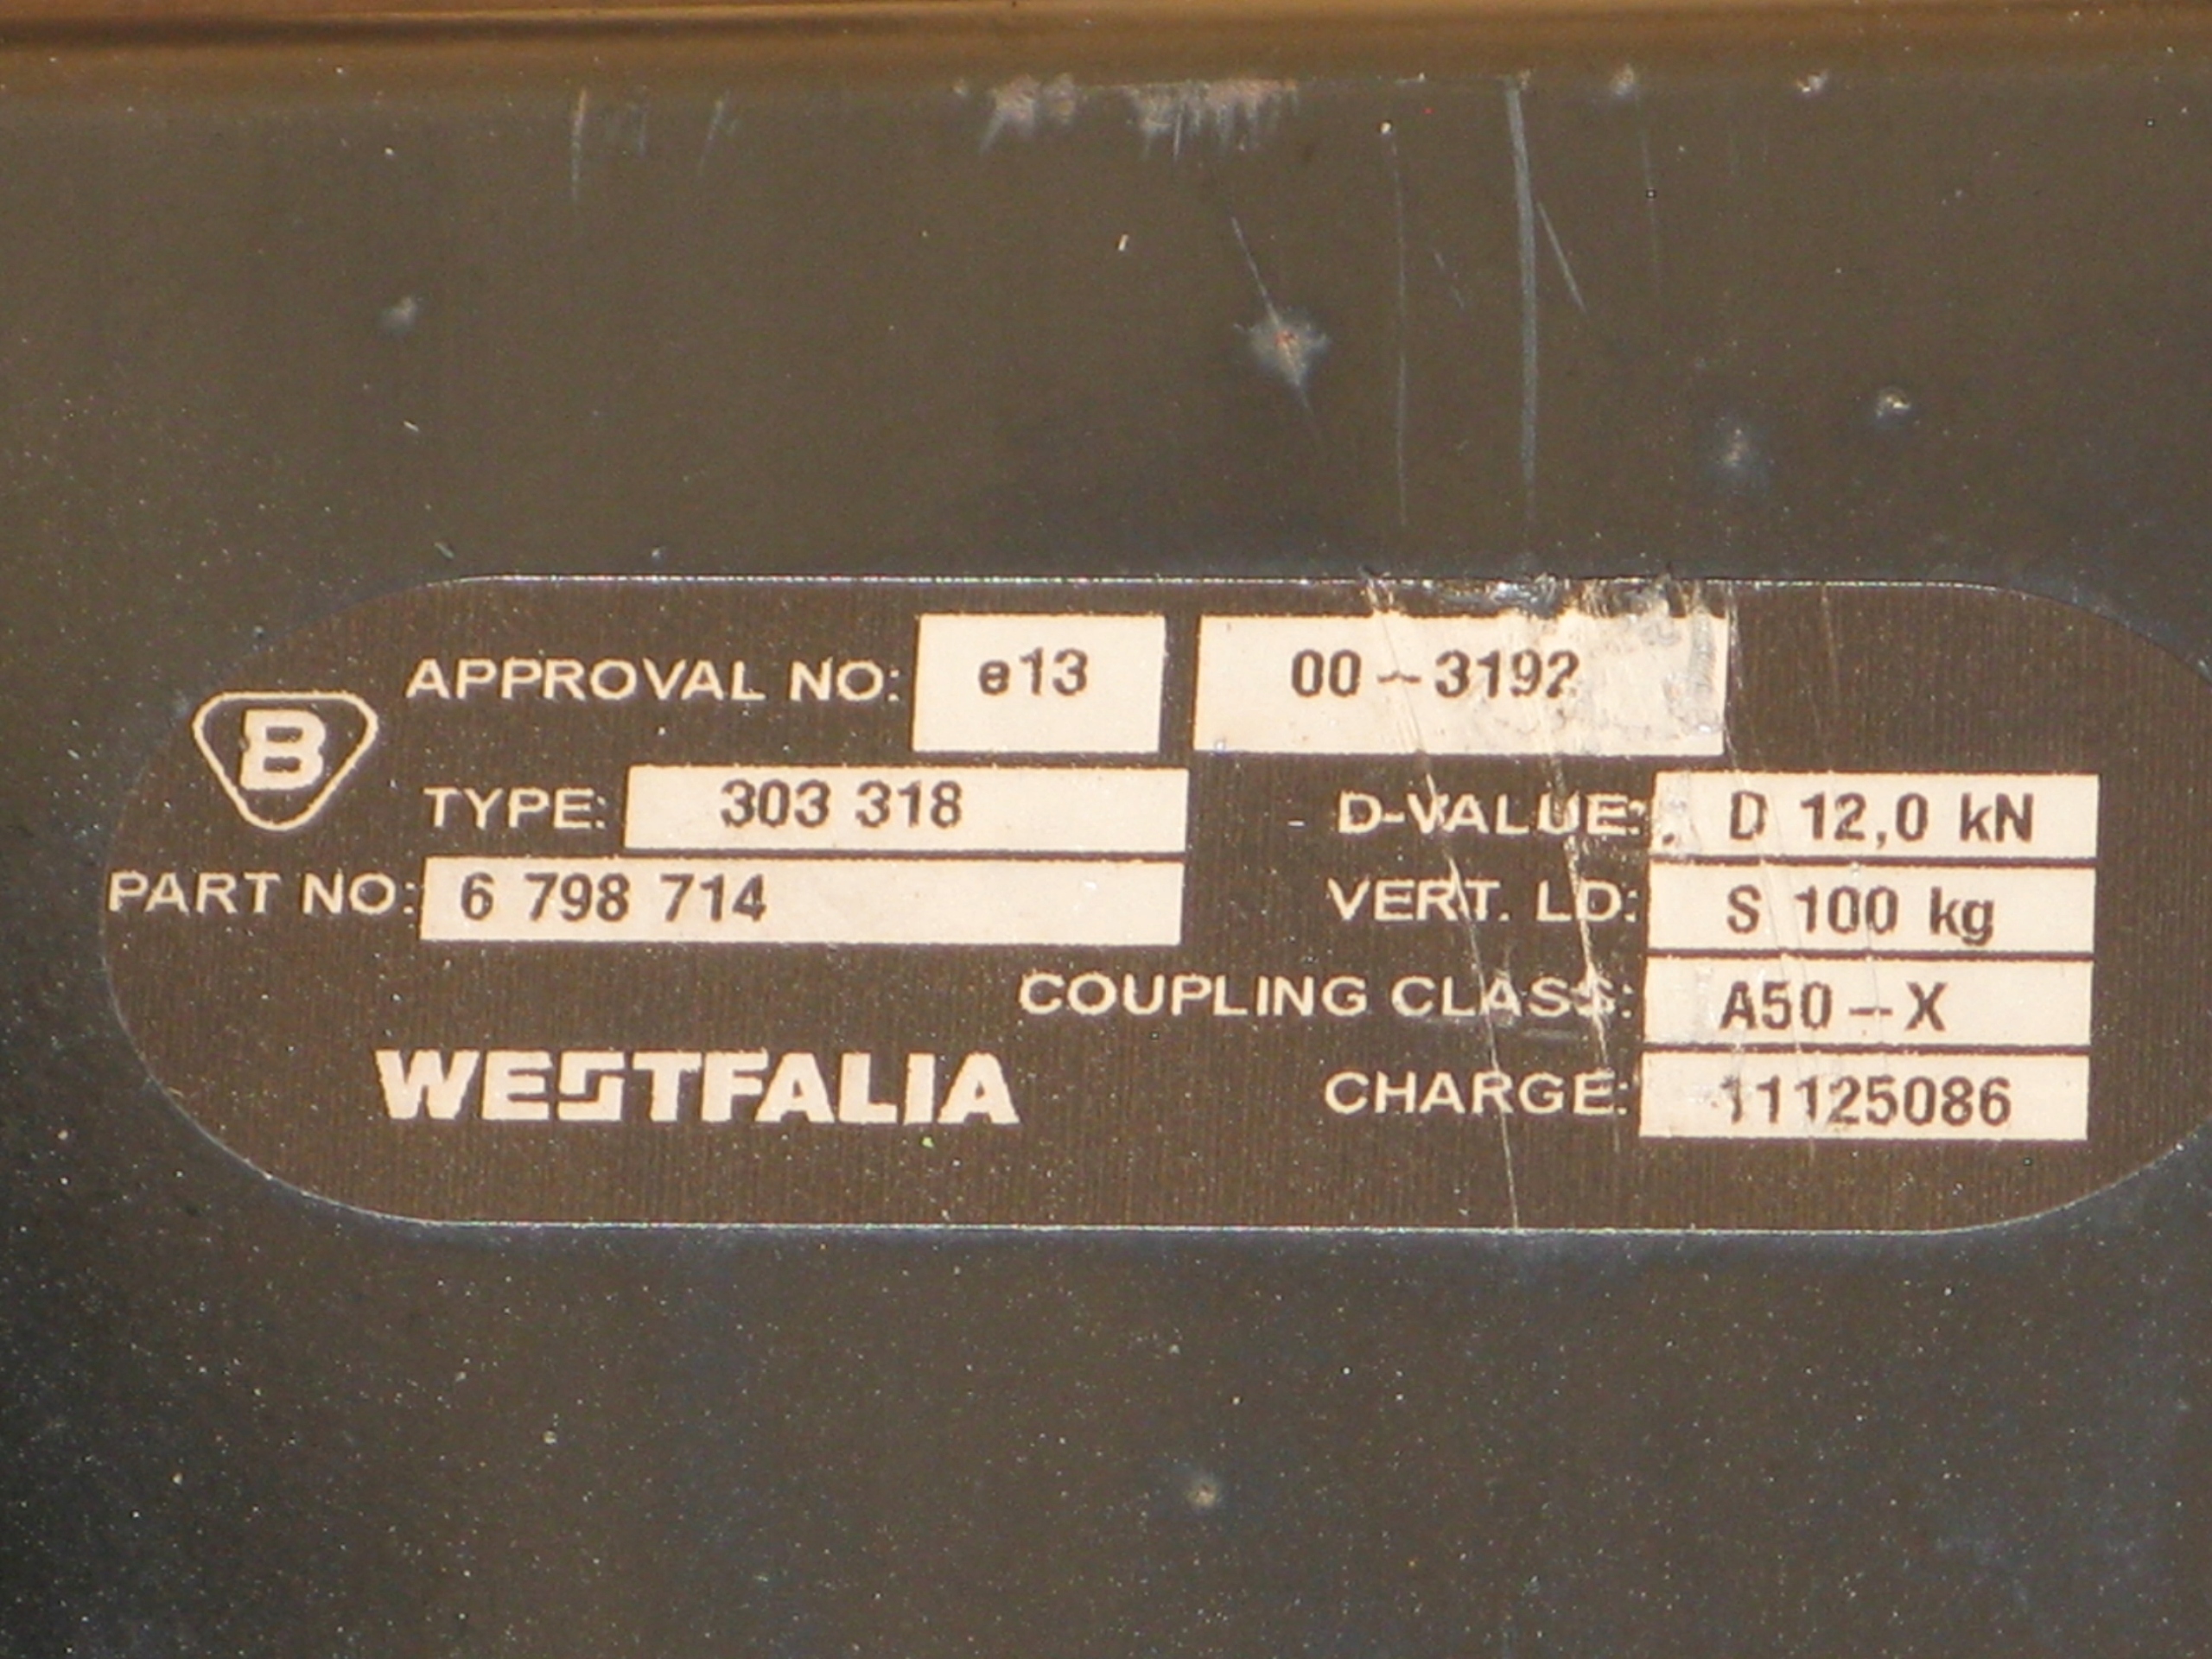 APPROVAL NO: e13 00-3192
B
TYPE: 303 318
D-VALUE: D 12,0 kN
PART NO: 6 798 714
VERT. LD: S 100 kg
COUPLING CLASS: A50-X
WESTFALIA
CHARGE: 11125086